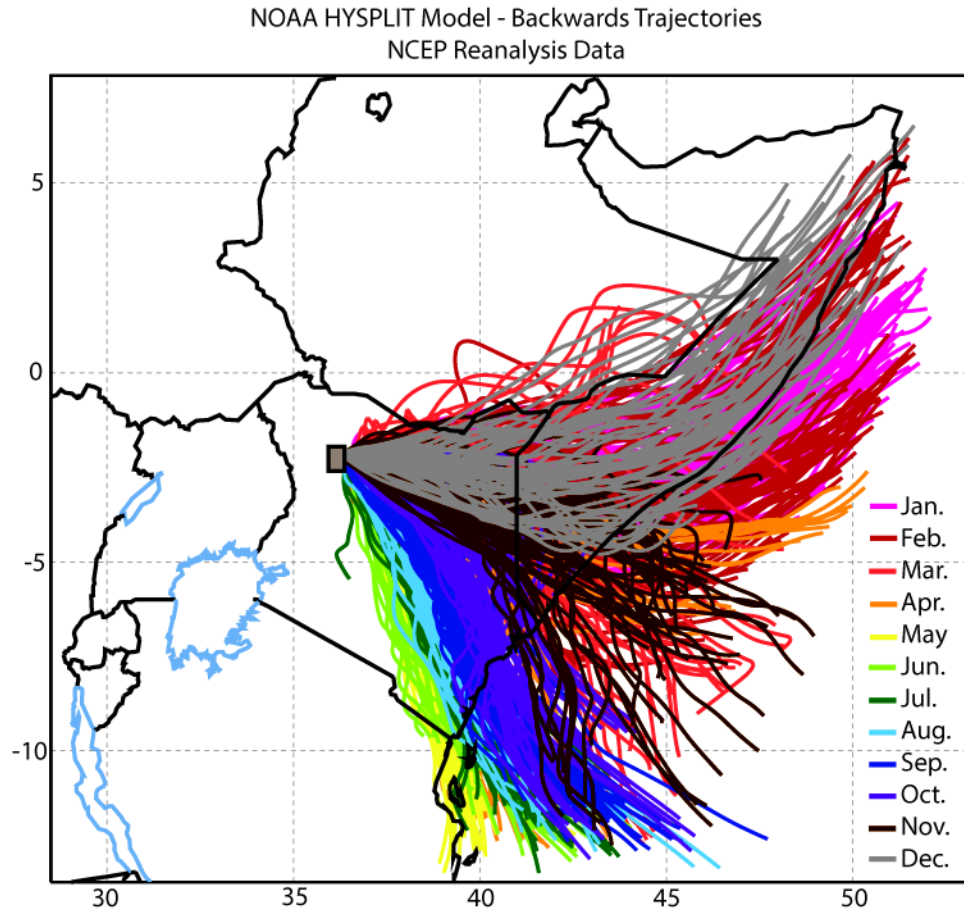 NOAA HYSPLIT Model - Backwards Trajectories
NCEP Reanalysis Data
5
0
-5
-10
30
35
40
45
50
Jan.
Feb.
Mar.
Apr.
May
Jun.
Jul.
Aug.
Sep.
Oct.
Nov.
Dec.